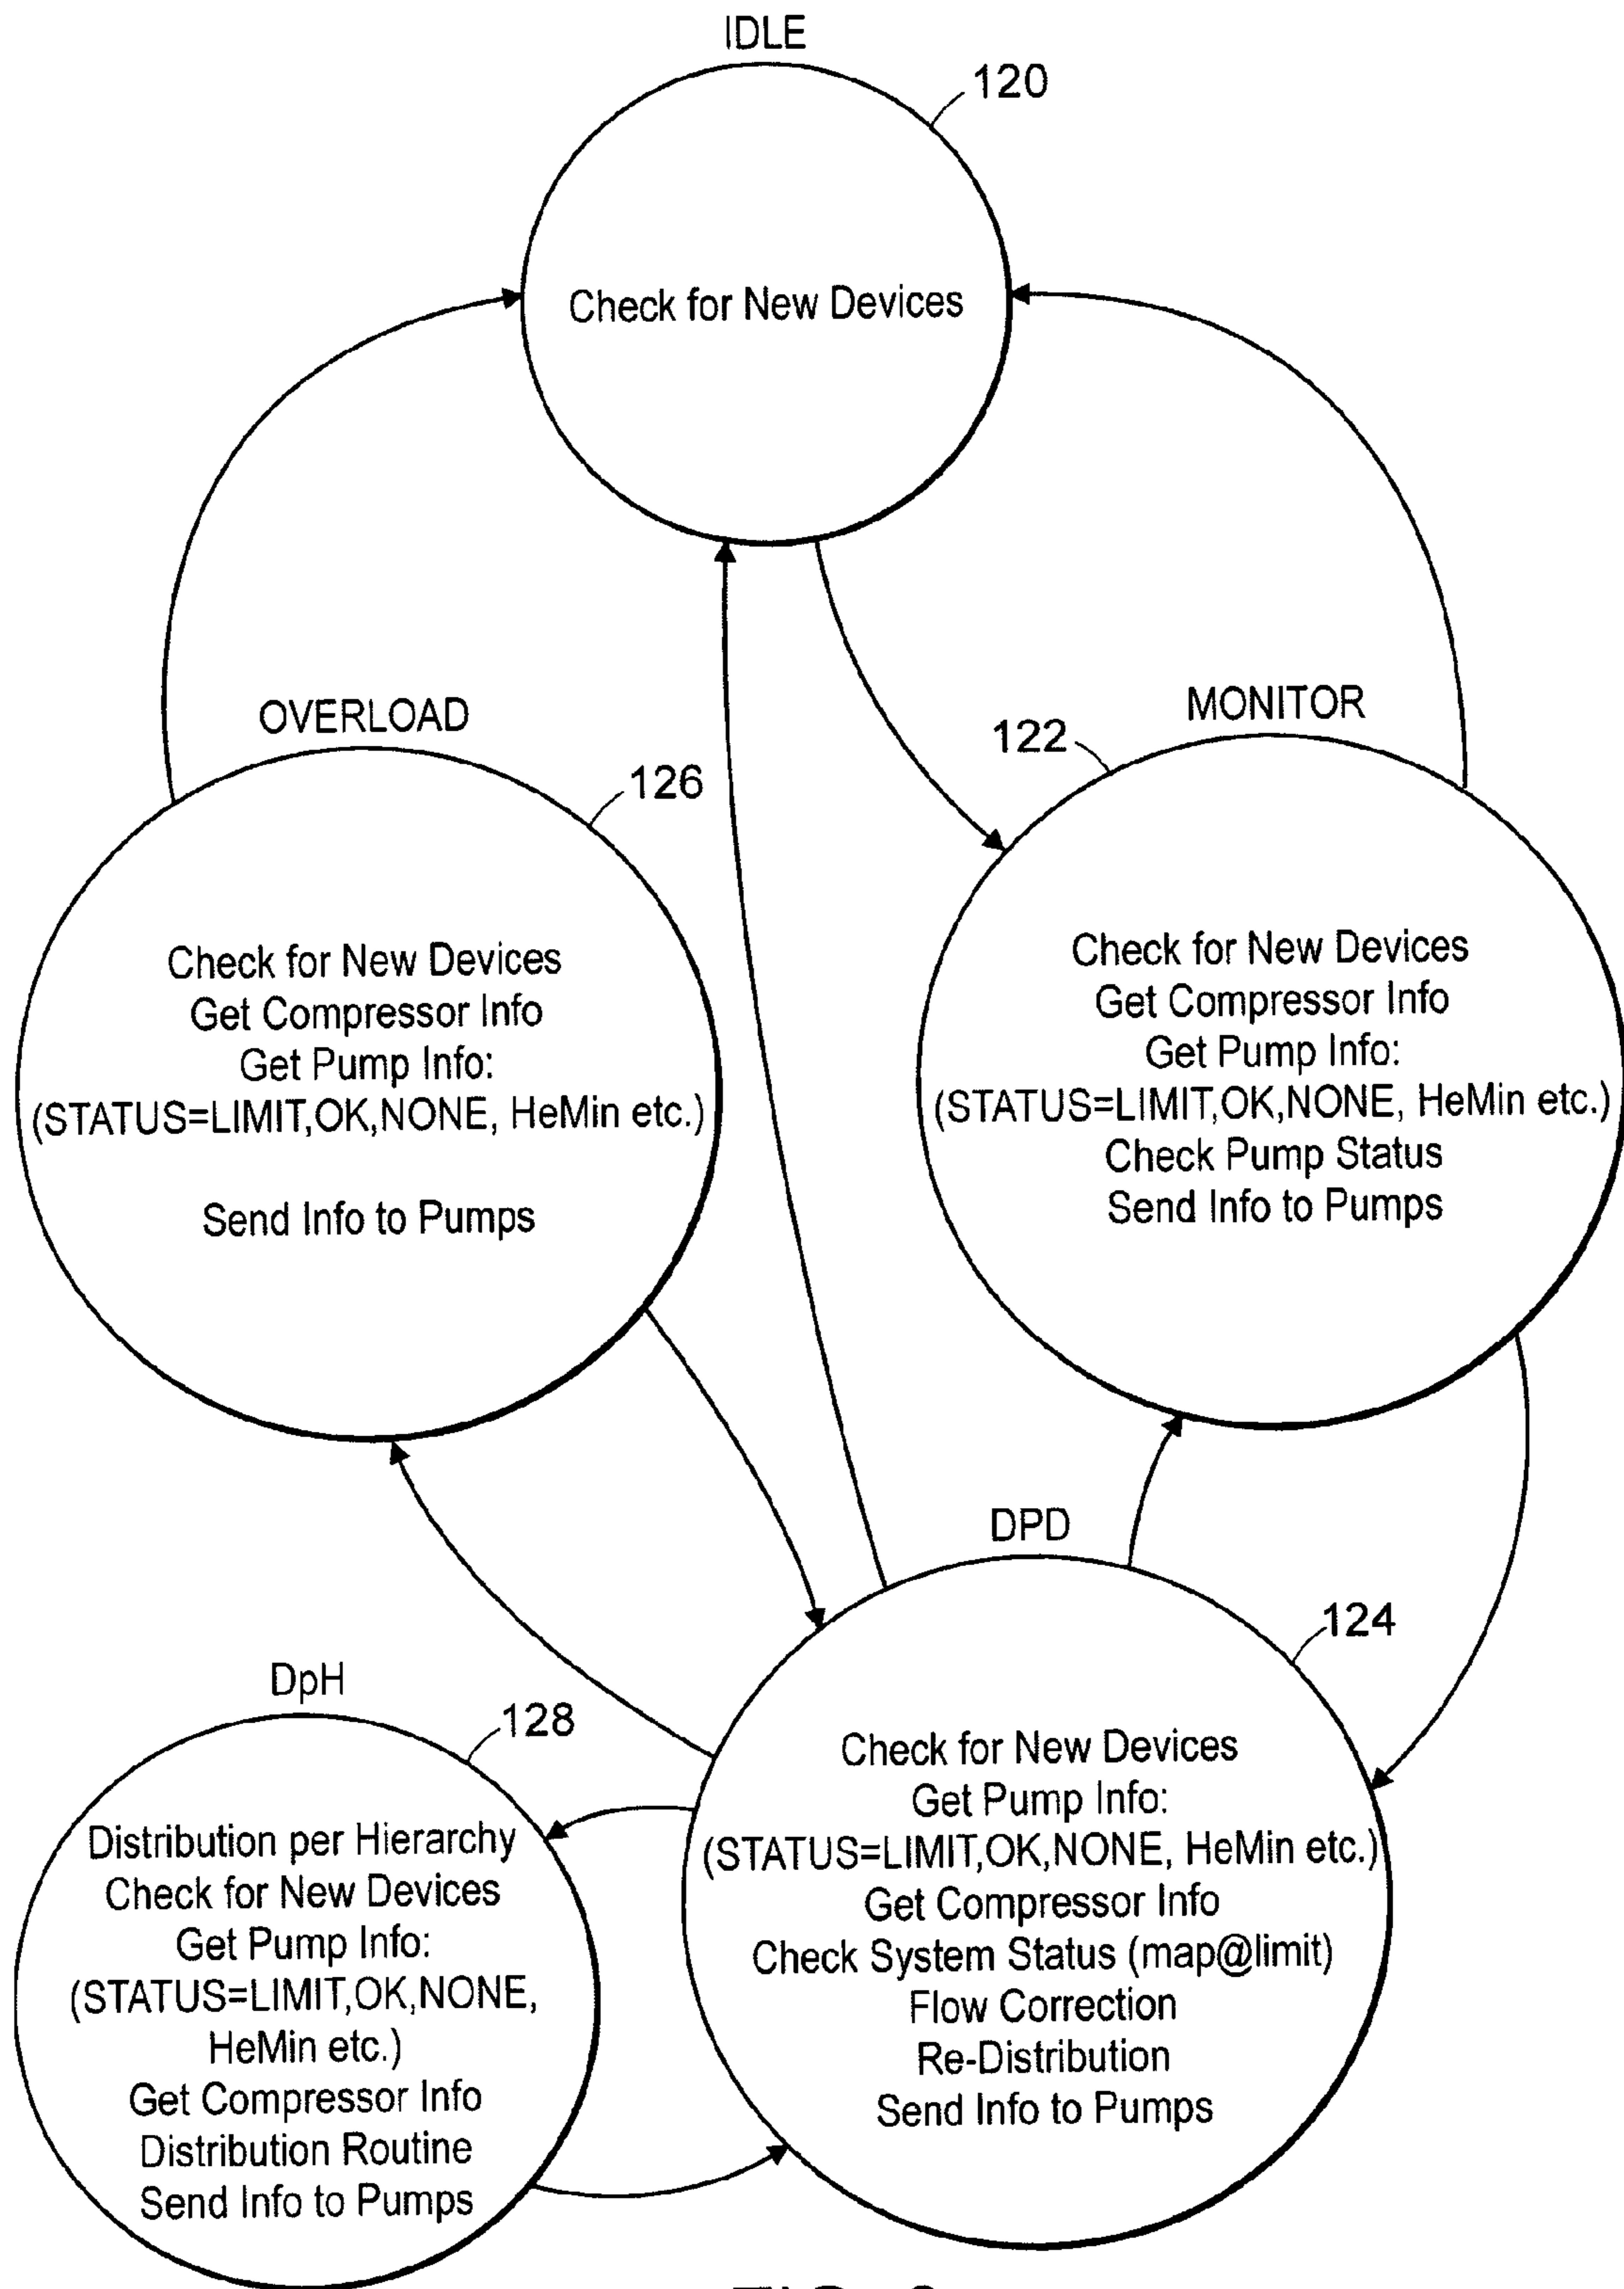 IDLE
120
Check for New Devices
OVERLOAD
126
Check for New Devices
Get Compressor Info
Get Pump Info:
(STATUS=LIMIT,OK,NONE, HeMin etc.)
Send Info to Pumps
MONITOR
122
Check for New Devices
Get Compressor Info
Get Pump Info:
(STATUS=LIMIT,OK,NONE, HeMin etc.)
Check Pump Status
Send Info to Pumps
DPD
124
Check for New Devices
Get Pump Info:
(STATUS=LIMIT,OK,NONE, HeMin etc.)
Get Compressor Info
Check System Status (map@limit)
Flow Correction
Re-Distribution
Send Info to Pumps
DpH
128
Distribution per Hierarchy
Check for New Devices
Get Pump Info:
(STATUS=LIMIT,OK,NONE,
HeMin etc.)
Get Compressor Info
Distribution Routine
Send Info to Pumps